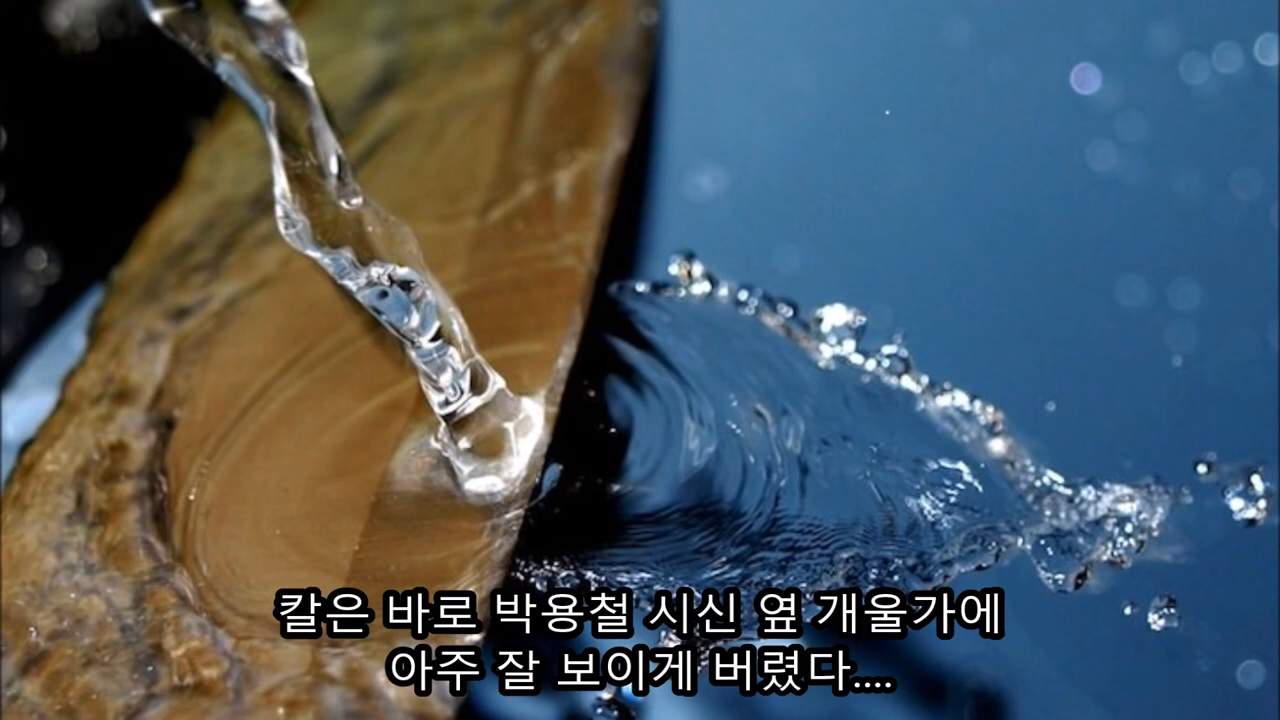 칼은 바로 박용철 시신 옆 개울가에
아주 잘 보이게 버렸다....